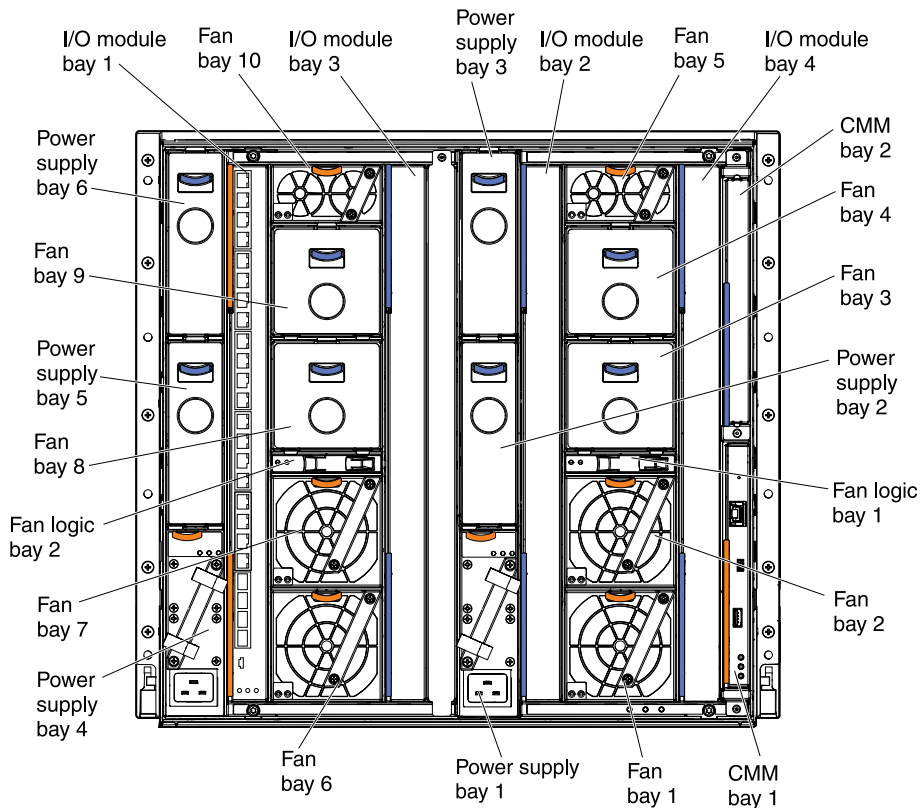 I/O module
bay 1
Fan
bay 10
I/O module
bay 3
Power
supply
bay 3
I/O module
bay 2
Fan
bay 5
I/O module
bay 4
Power
supply
bay 6
CMM
bay 2
Fan
bay 4
Fan
bay 9
Fan
bay 3
Power
supply
bay 5
Power
supply
bay 2
Fan
bay 8
Fan logic
bay 1
Fan logic
bay 2
Fan
bay 7
Fan
bay 2
Power
supply
bay 4
Fan
bay 6
Power supply
bay 1
Fan
bay 1
CMM
bay 1